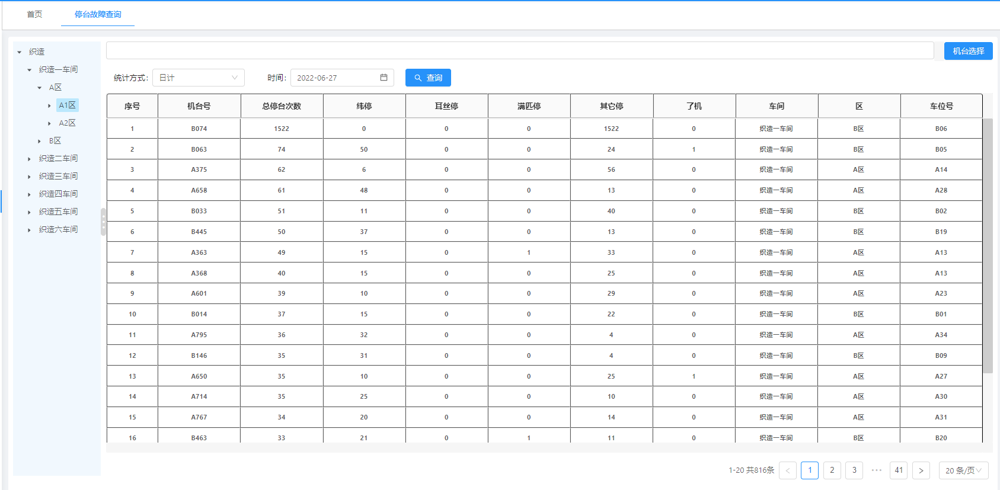 首页 停台故障查询
织造
织造一车间
A区
A1区
A2区
B区
织造二车间
织造三车间
织造四车间
织造五车间
织造六车间
机台选择
统计方式: 日计 时间: 2022-06-27 查询
序号 机台号 总停台次数 纬停 耳丝停 满匹停 其它停 了机 车间 区 车位号
1 B074 1522 0 0 0 1522 0 织造一车间 B区 B06
2 B063 74 50 0 0 24 1 织造一车间 B区 B05
3 A375 62 6 0 0 56 0 织造一车间 A区 A14
4 A658 61 48 0 0 13 0 织造一车间 A区 A28
5 B033 51 11 0 0 40 0 织造一车间 B区 B02
6 B445 50 37 0 0 13 0 织造一车间 B区 B19
7 A363 49 15 0 1 33 0 织造一车间 A区 A13
8 A368 40 15 0 0 25 0 织造一车间 A区 A13
9 A601 39 10 0 0 29 0 织造一车间 A区 A23
10 B014 37 15 0 0 22 0 织造一车间 B区 B01
11 A795 36 32 0 0 4 0 织造一车间 A区 A34
12 B146 35 31 0 0 4 0 织造一车间 B区 B09
13 A650 35 10 0 0 25 1 织造一车间 A区 A27
14 A714 35 25 0 0 10 0 织造一车间 A区 A30
15 A767 34 20 0 0 14 0 织造一车间 A区 A31
16 B463 33 21 0 1 11 0 织造一车间 B区 B20
1-20 共816条 < 1 2 3 ••• 41 > 20 条/页